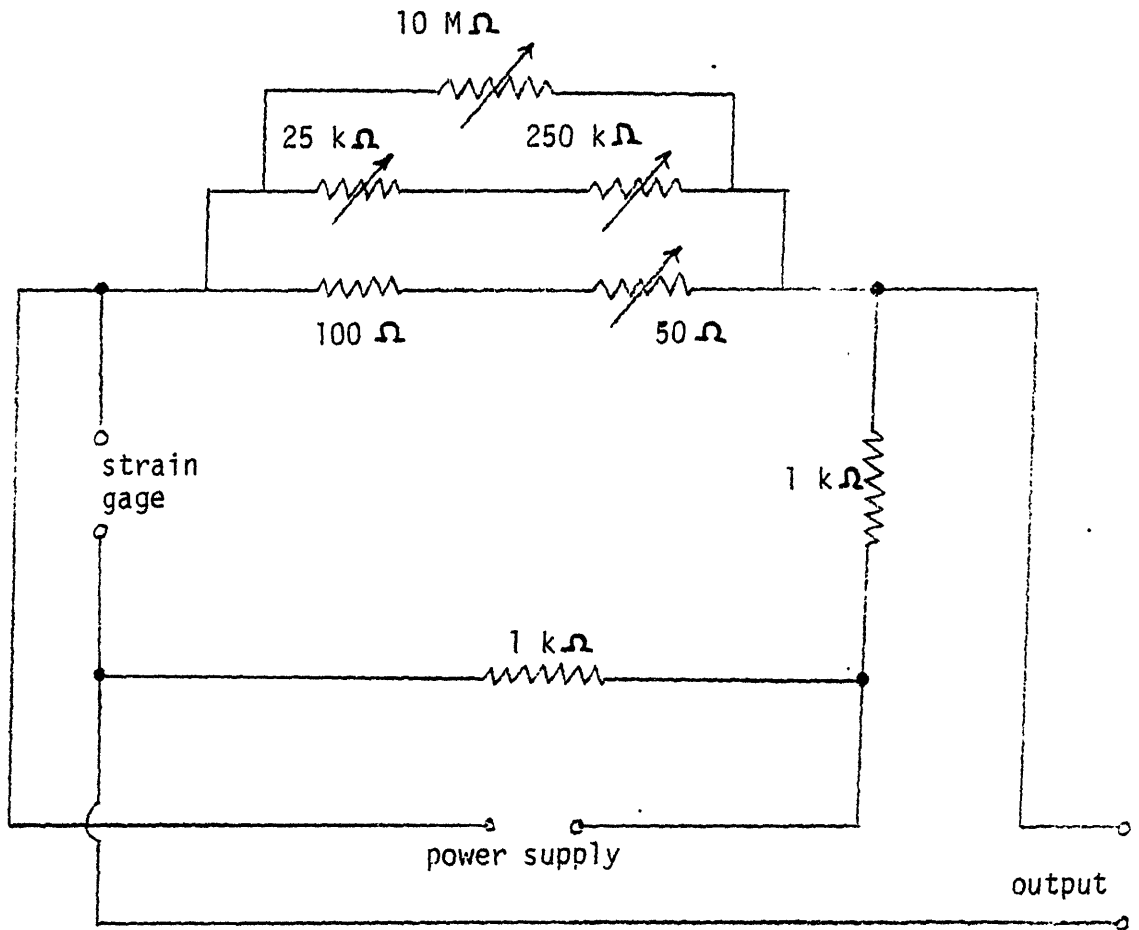 10 MΩ
25 kΩ 250 kΩ
100 Ω 50 Ω
strain
gage
1 kΩ
1 kΩ
power supply
output